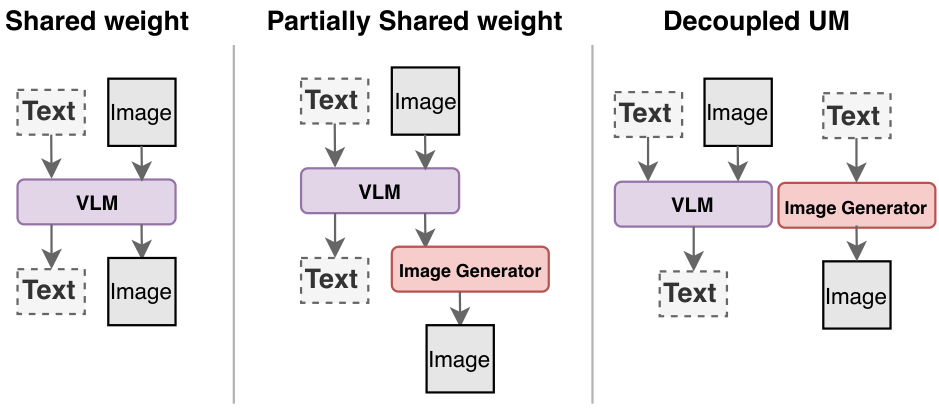 Shared weight
Text
Image
VLM
Text
Image
Partially Shared weight
Text
Image
VLM
Text
Image Generator
Image
Decoupled UM
Text
Image
Text
VLM
Image Generator
Text
Image